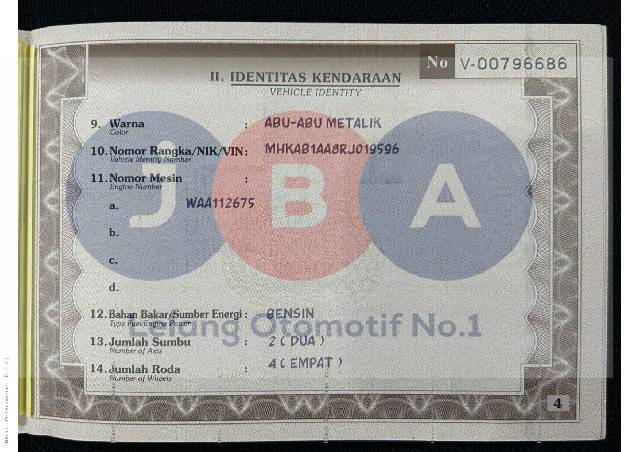 No V-00796686
II. IDENTITAS KENDARAAN
VEHICLE IDENTITY
9. Warna : ABU-ABU METALIK
Color
10. Nomor Rangka/NIK/VIN: MHKAB1AA8RJ019596
Vehicle Identity Number
11. Nomor Mesin :
Engine Number
a. WAA112675
b.
c.
d.
JBA
12. Bahan Bakar/Sumber Energi: BENSIN
Type Fuel/Engine Power
Lelang Otomotif No.1
13. Jumlah Sumbu : 2 ( DUA )
Number of Axis
14. Jumlah Roda : 4 ( EMPAT )
Number of Wheels
4